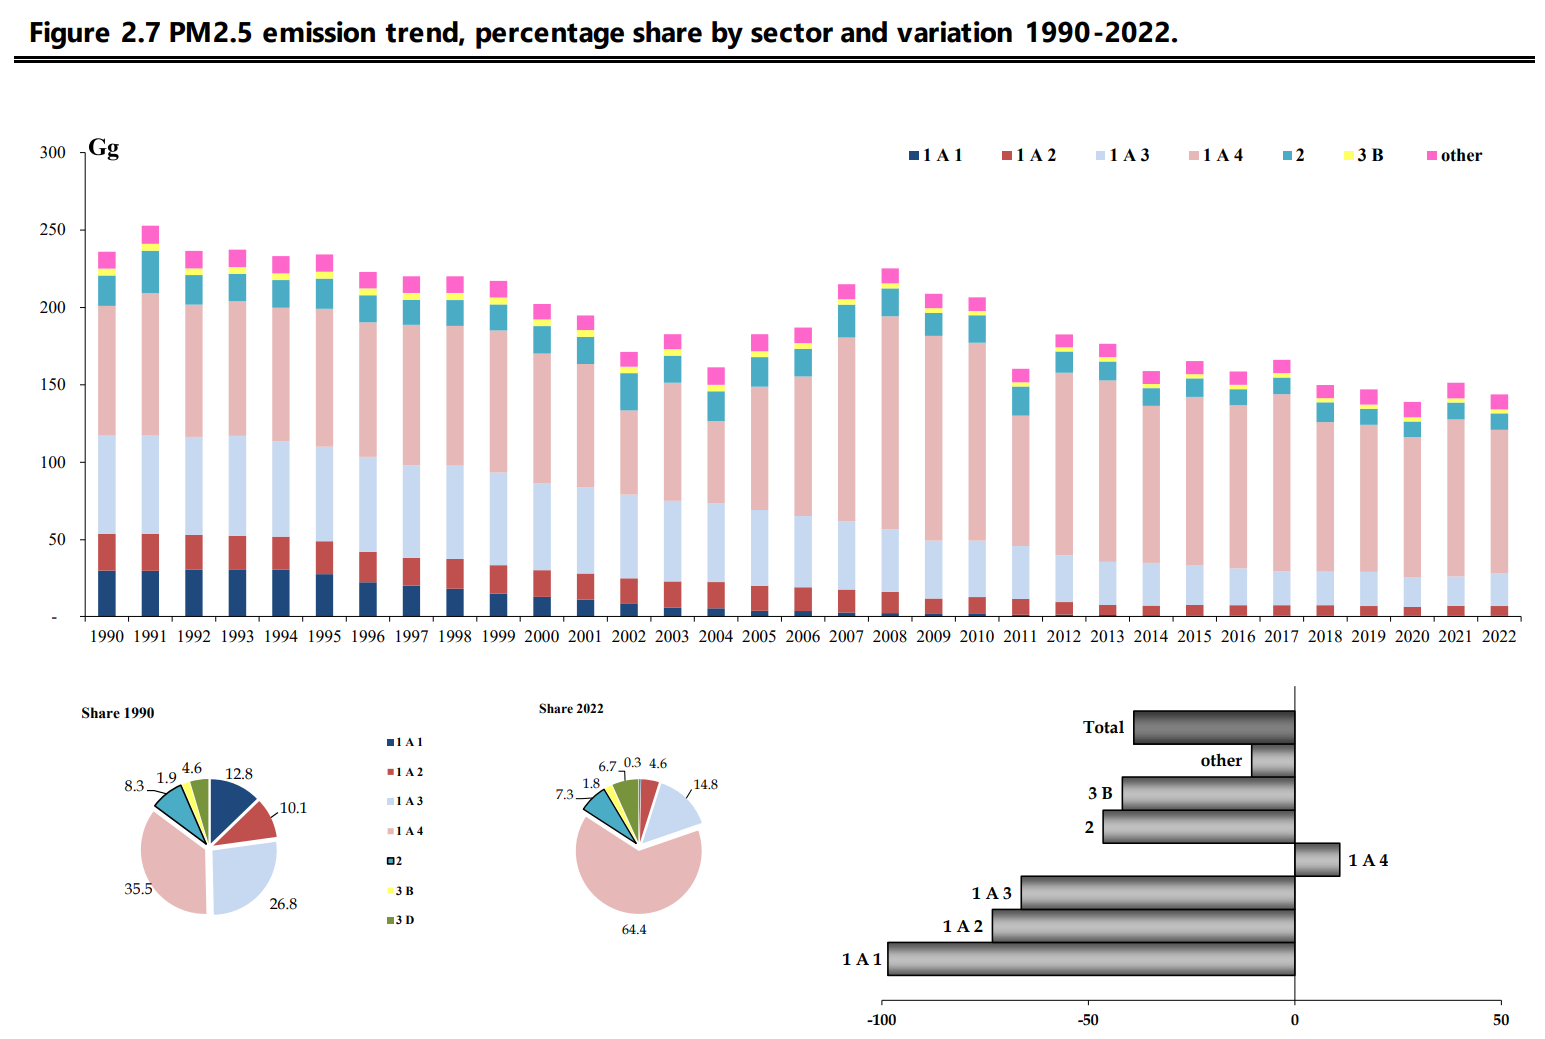 Figure 2.7 PM2.5 emission trend, percentage share by sector and variation 1990-2022.
Gg
1 A 1 1 A 2 1 A 3 1 A 4 2 3 B other
300
250
200
150
100
50
-
1990 1991 1992 1993 1994 1995 1996 1997 1998 1999 2000 2001 2002 2003 2004 2005 2006 2007 2008 2009 2010 2011 2012 2013 2014 2015 2016 2017 2018 2019 2020 2021 2022
Share 1990
12.8
10.1
26.8
35.5
8.3
1.9
4.6
1 A 1
1 A 2
1 A 3
1 A 4
2
3 B
3 D
Share 2022
0.3
4.6
14.8
64.4
7.3
1.8
6.7
Total
other
3 B
2
1 A 4
1 A 3
1 A 2
1 A 1
-100 -50 0 50